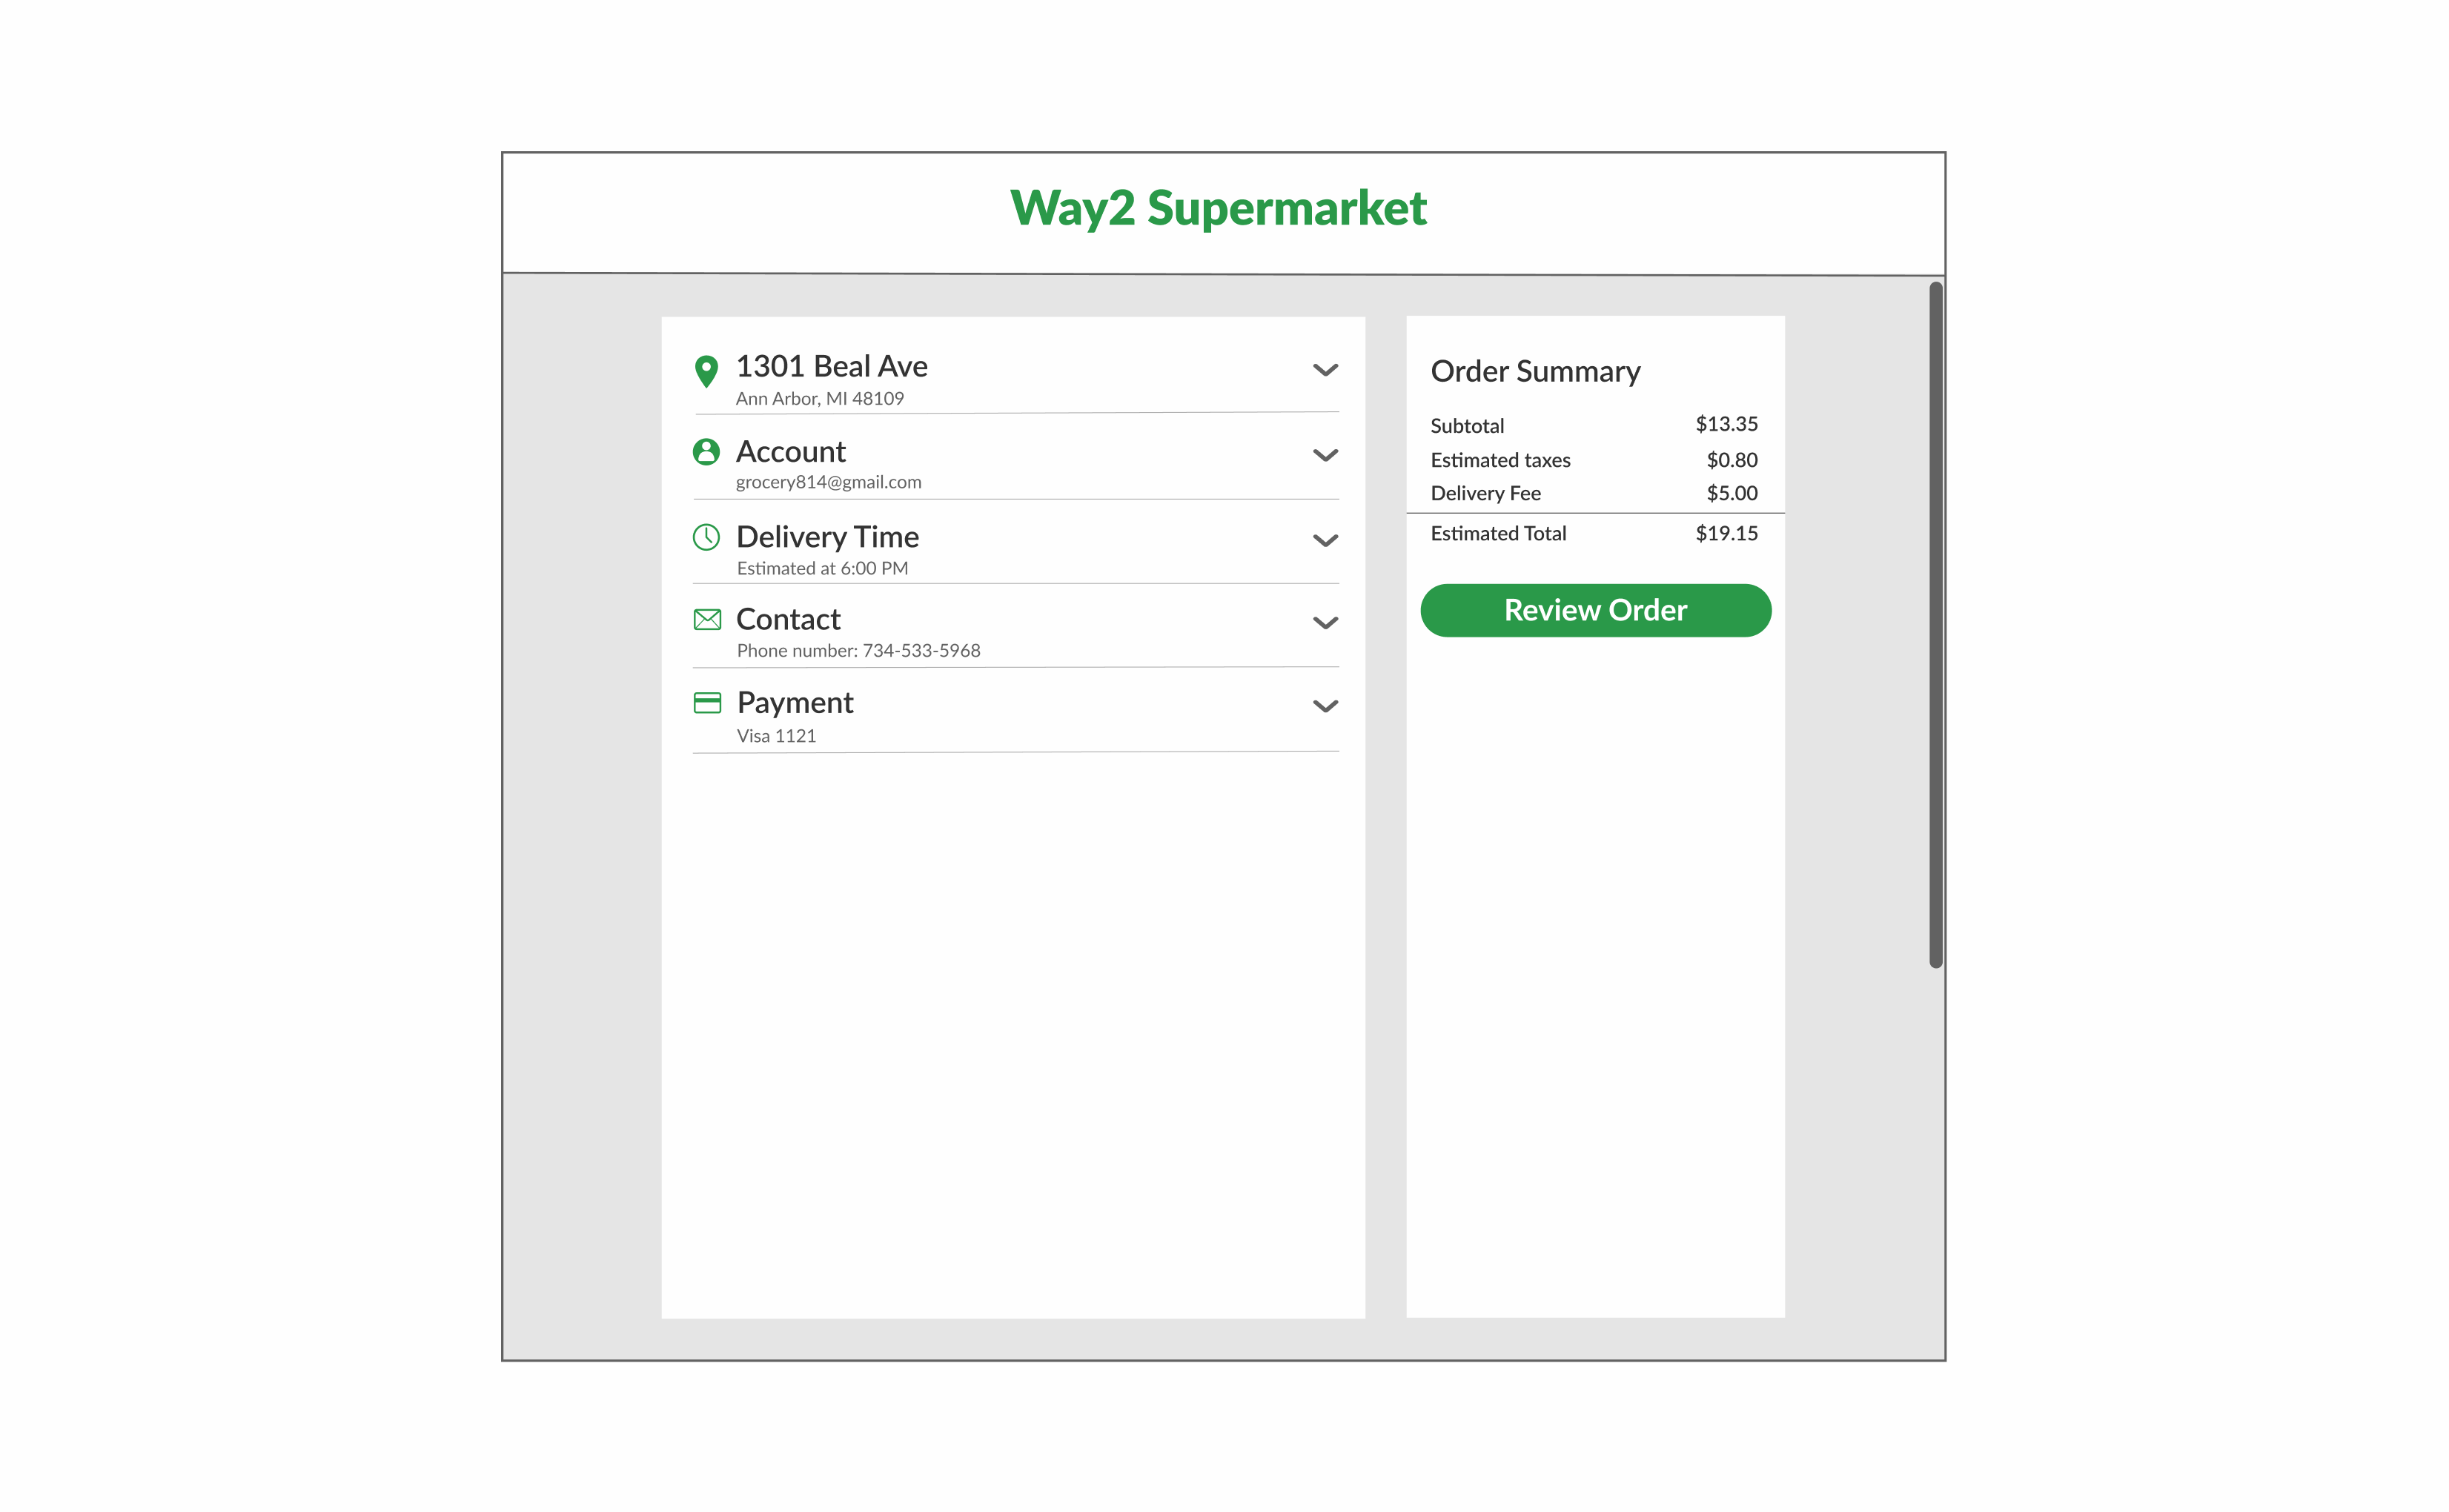 Way2 Supermarket
1301 Beal Ave
Ann Arbor, MI 48109
Account
grocery814@gmail.com
Delivery Time
Estimated at 6:00 PM
Contact
Phone number: 734-533-5968
Payment
Visa 1121
Order Summary
Subtotal $13.35
Estimated taxes $0.80
Delivery Fee $5.00
Estimated Total $19.15
Review Order